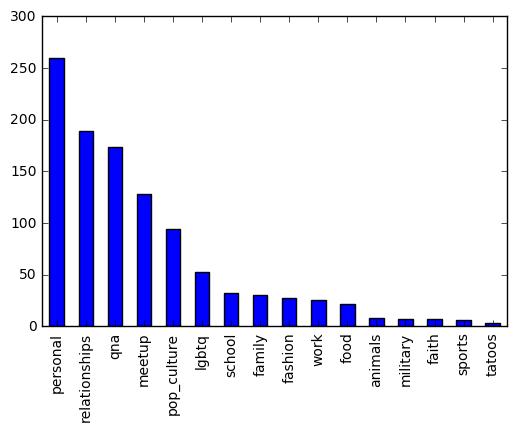 300
250
200
150
100
50
0
personal
relationships
qna
meetup
pop_culture
lgbtq
school
family
fashion
work
food
animals
military
faith
sports
tatoos